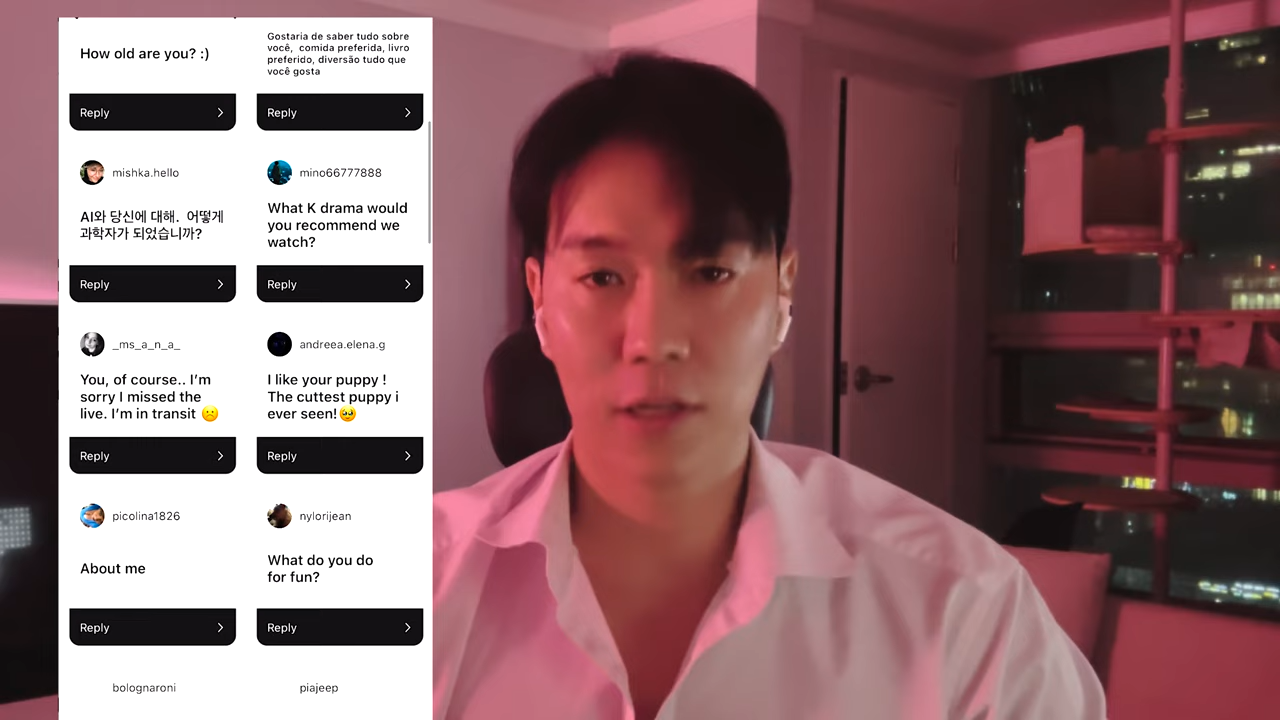 How old are you? :)
Gostaria de saber tudo sobre
você,  comida preferida, livro
preferido, diversão tudo que
você gosta
Reply
Reply
mishka.hello
mino66777888
AI와 당신에 대해.  어떻게
과학자가 되었습니까?
What K drama would
you recommend we
watch?
Reply
Reply
_ms_a_n_a_
andreea.elena.g
You, of course.. I’m
sorry I missed the
live. I’m in transit ☹️
I like your puppy !
The cuttest puppy i
ever seen!🥹
Reply
Reply
picolina1826
nylorijean
About me
What do you do
for fun?
Reply
Reply
bolognaroni
piajeep